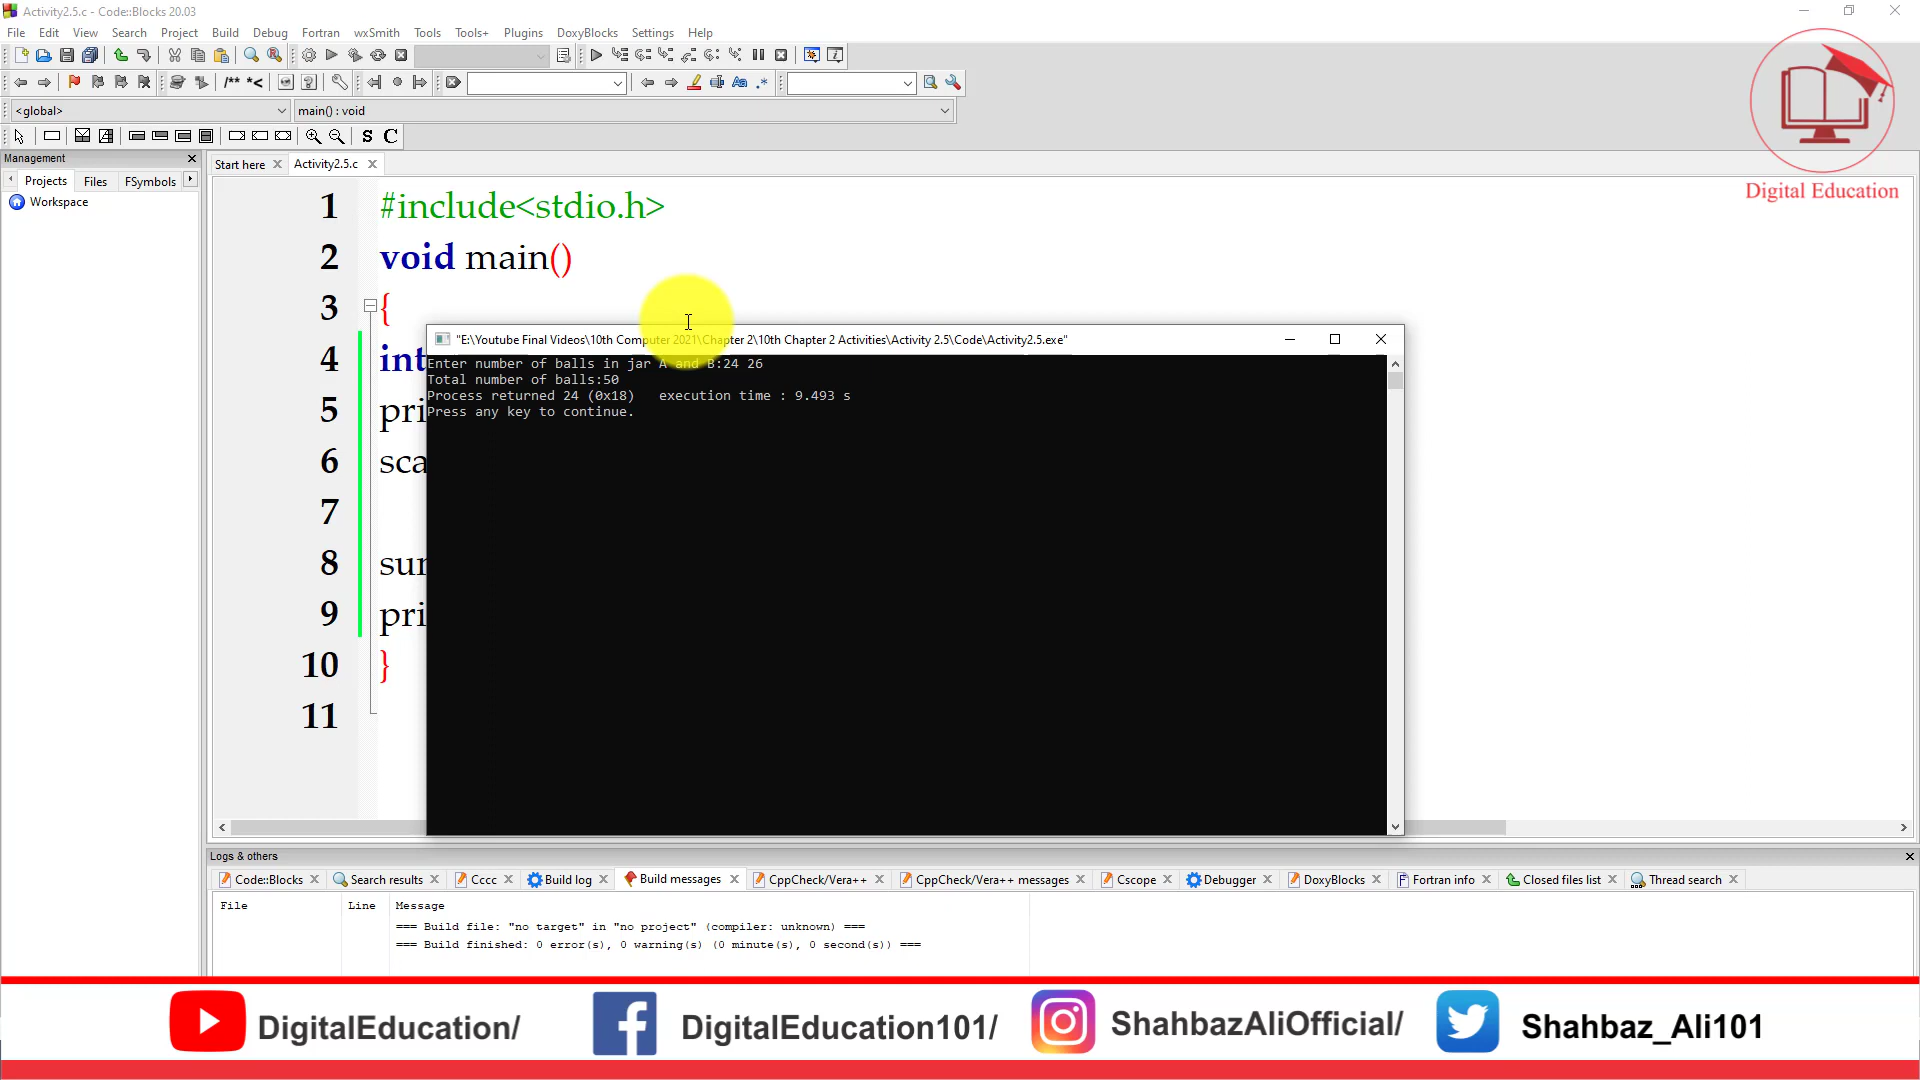 Activity2.5.c - Code::Blocks 20.03
File Edit View Search Project Build Debug Fortran wxSmith Tools Tools+ Plugins DoxyBlocks Settings Help
/** *<
Aa .*
<global> main() : void
S C
Management
Start here Activity2.5.c
Projects Files FSymbols
Workspace
Digital Education
1 #include<stdio.h>
2 void main()
3 {
4 int
5 pri
6 sca
7
8 sur
9 pri
10 }
11
"E:\Youtube Final Videos\10th Computer 2021\Chapter 2\10th Chapter 2 Activities\Activity 2.5\Code\Activity2.5.exe"
Enter number of balls in jar A and B:24 26
Total number of balls:50
Process returned 24 (0x18) execution time : 9.493 s
Press any key to continue.
Logs & others
Code::Blocks Search results Cccc Build log Build messages CppCheck/Vera++ CppCheck/Vera++ messages Cscope Debugger DoxyBlocks Fortran info Closed files list Thread search
File Line Message
=== Build file: "no target" in "no project" (compiler: unknown) ===
=== Build finished: 0 error(s), 0 warning(s) (0 minute(s), 0 second(s)) ===
DigitalEducation/ DigitalEducation101/ ShahbazAliOfficial/ Shahbaz_Ali101